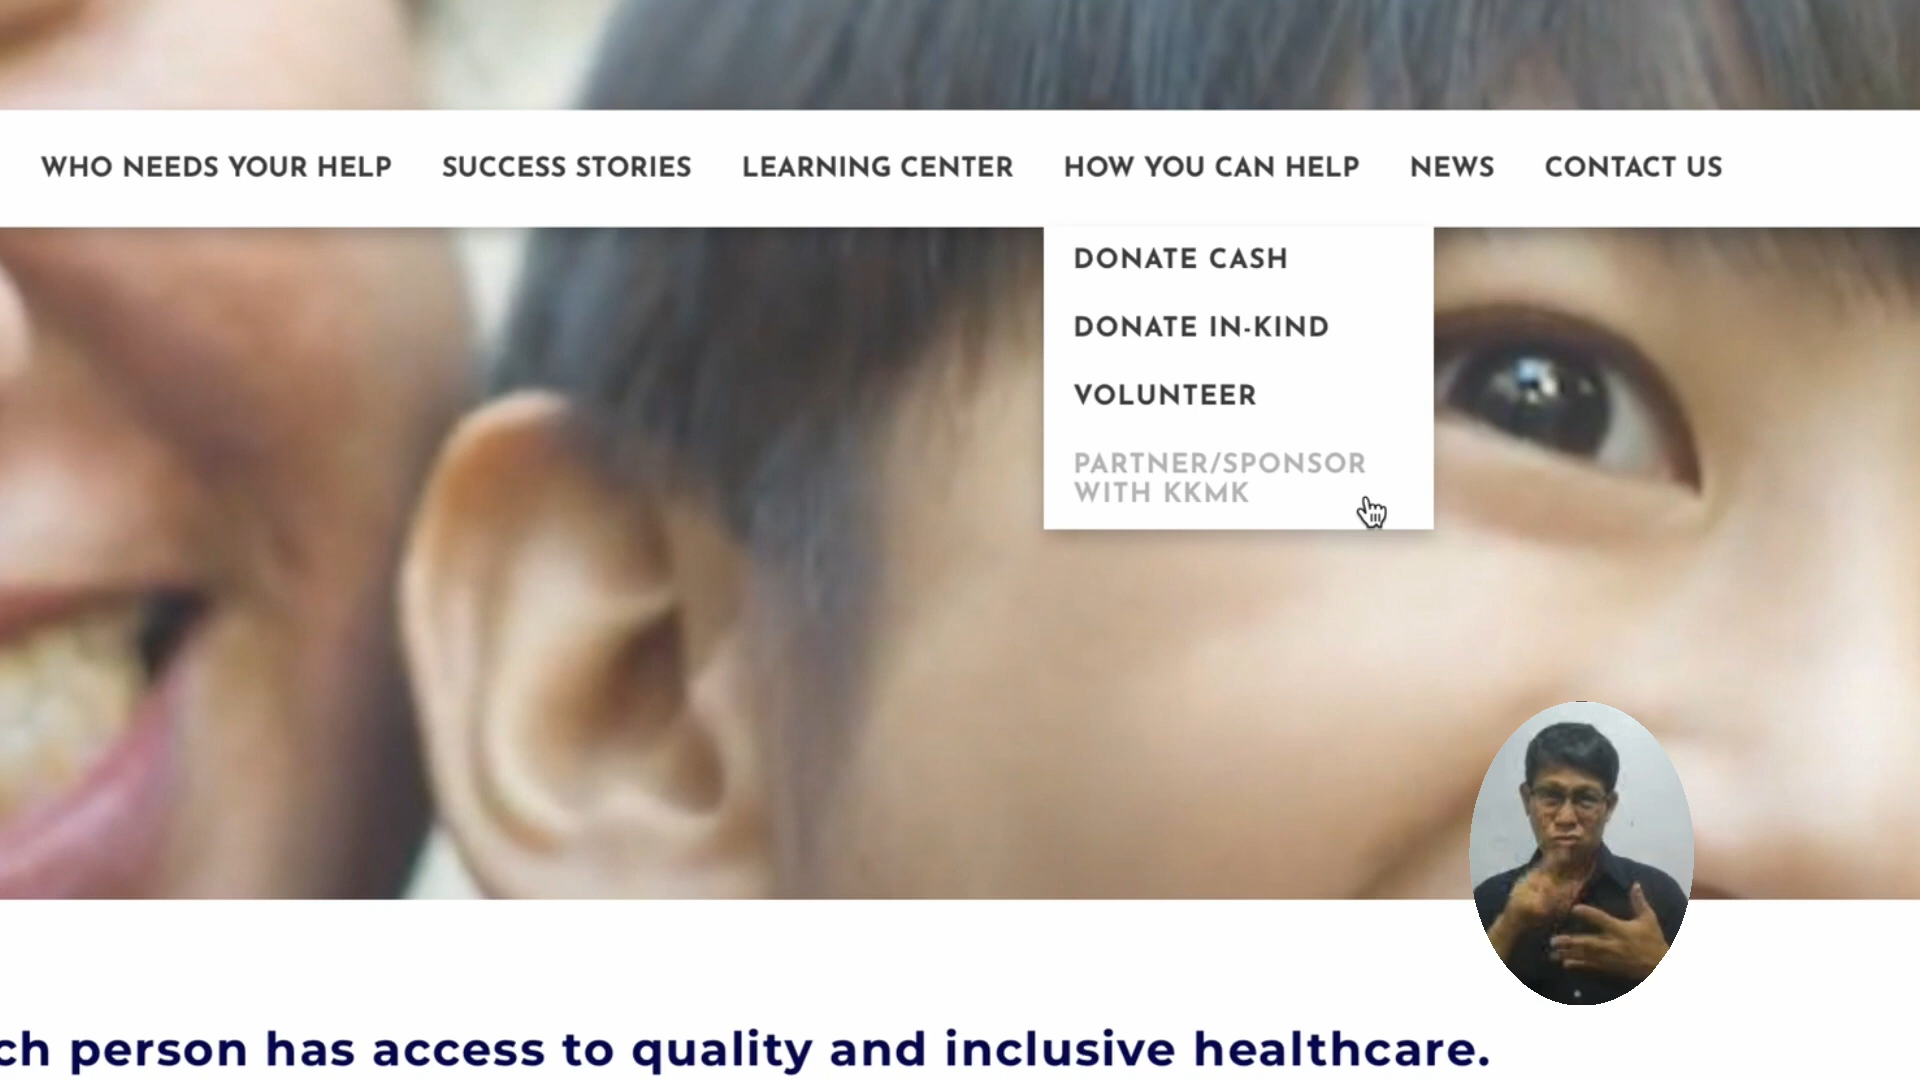 WHO NEEDS YOUR HELP SUCCESS STORIES LEARNING CENTER HOW YOU CAN HELP NEWS CONTACT US
DONATE CASH
DONATE IN-KIND
VOLUNTEER
PARTNER/SPONSOR
WITH KKMK
ch person has access to quality and inclusive healthcare.